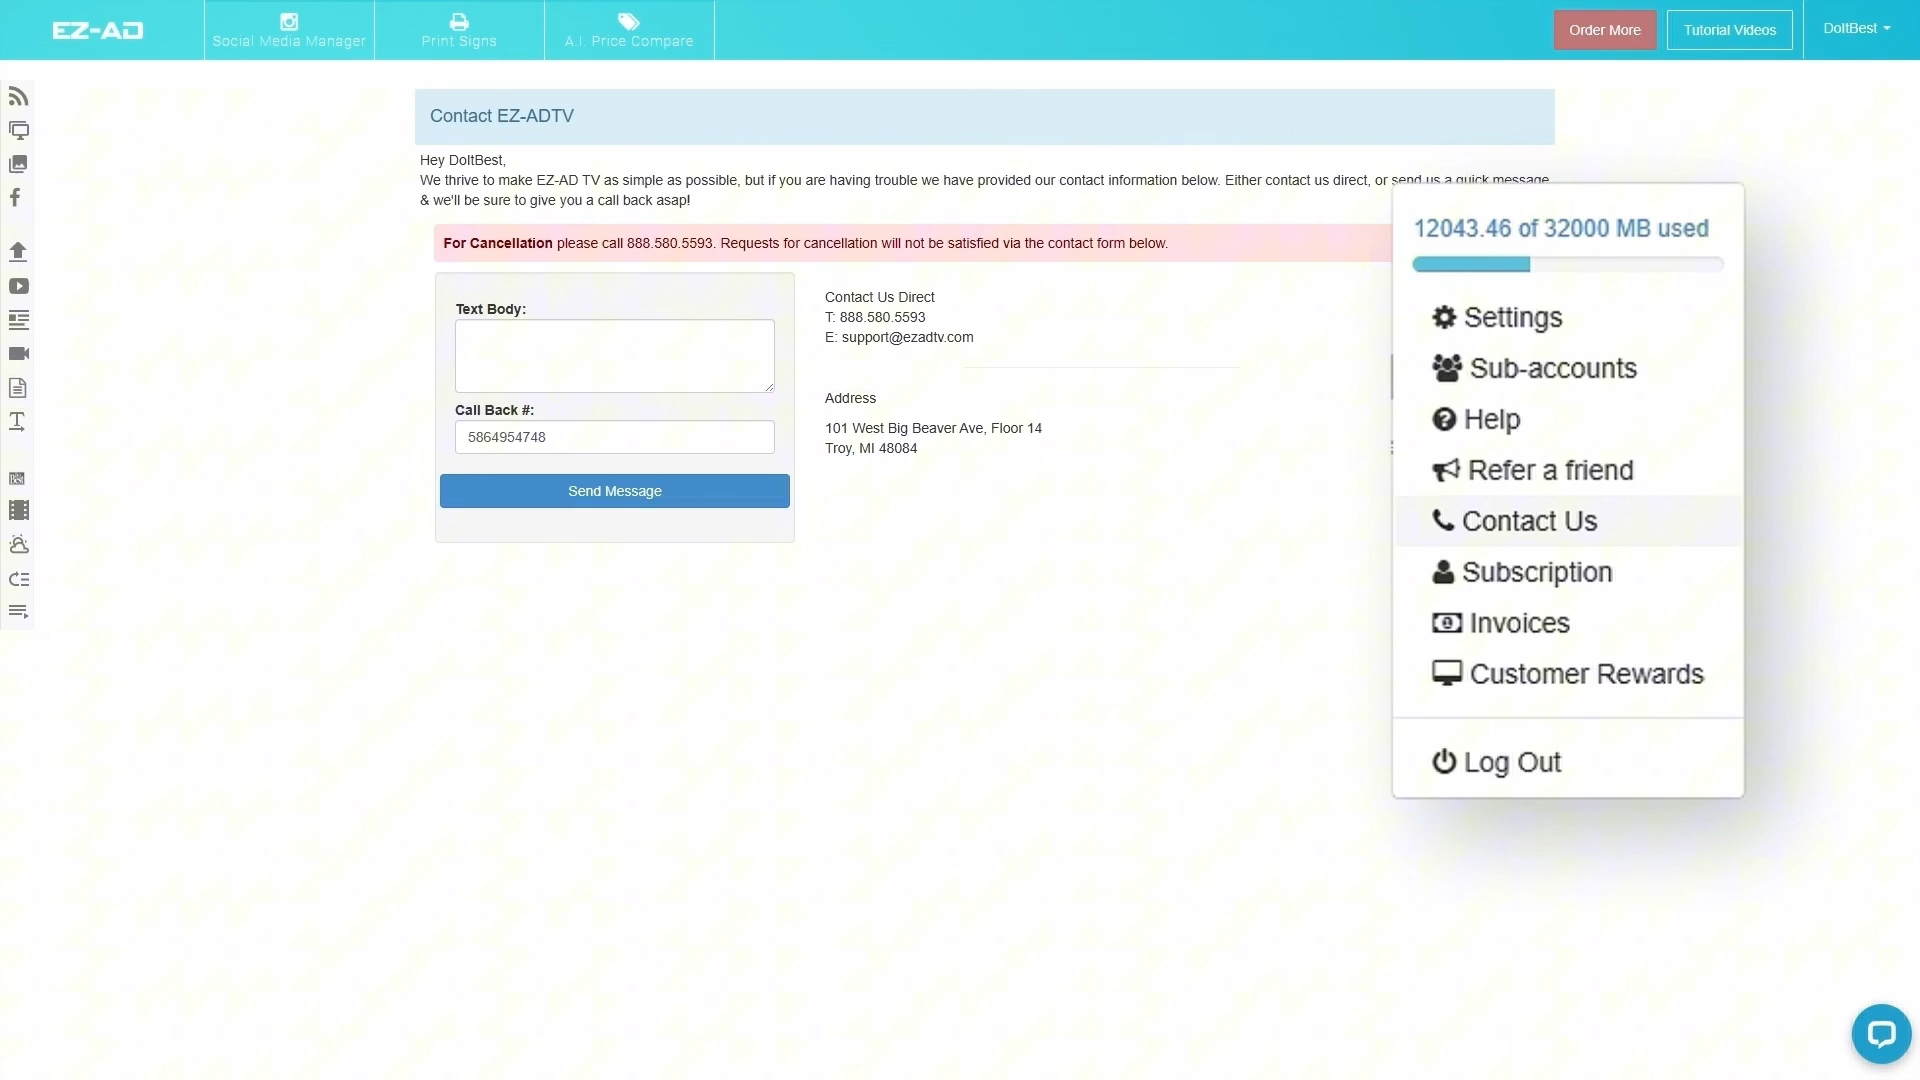 EZ-AD
Social Media Manager
Print Signs
A.I. Price Compare
Order More
Tutorial Videos
DoItBest
Contact EZ-ADTV
Hey DoItBest,
We thrive to make EZ-AD TV as simple as possible, but if you are having trouble we have provided our contact information below. Either contact us direct, or send us a quick message
& we'll be sure to give you a call back asap!
For Cancellation please call 888.580.5593. Requests for cancellation will not be satisfied via the contact form below.
Text Body:
Call Back #:
5864954748
Send Message
Contact Us Direct
T: 888.580.5593
E: support@ezadtv.com
Address
101 West Big Beaver Ave, Floor 14
Troy, MI 48084
12043.46 of 32000 MB used
Settings
Sub-accounts
Help
Refer a friend
Contact Us
Subscription
Invoices
Customer Rewards
Log Out